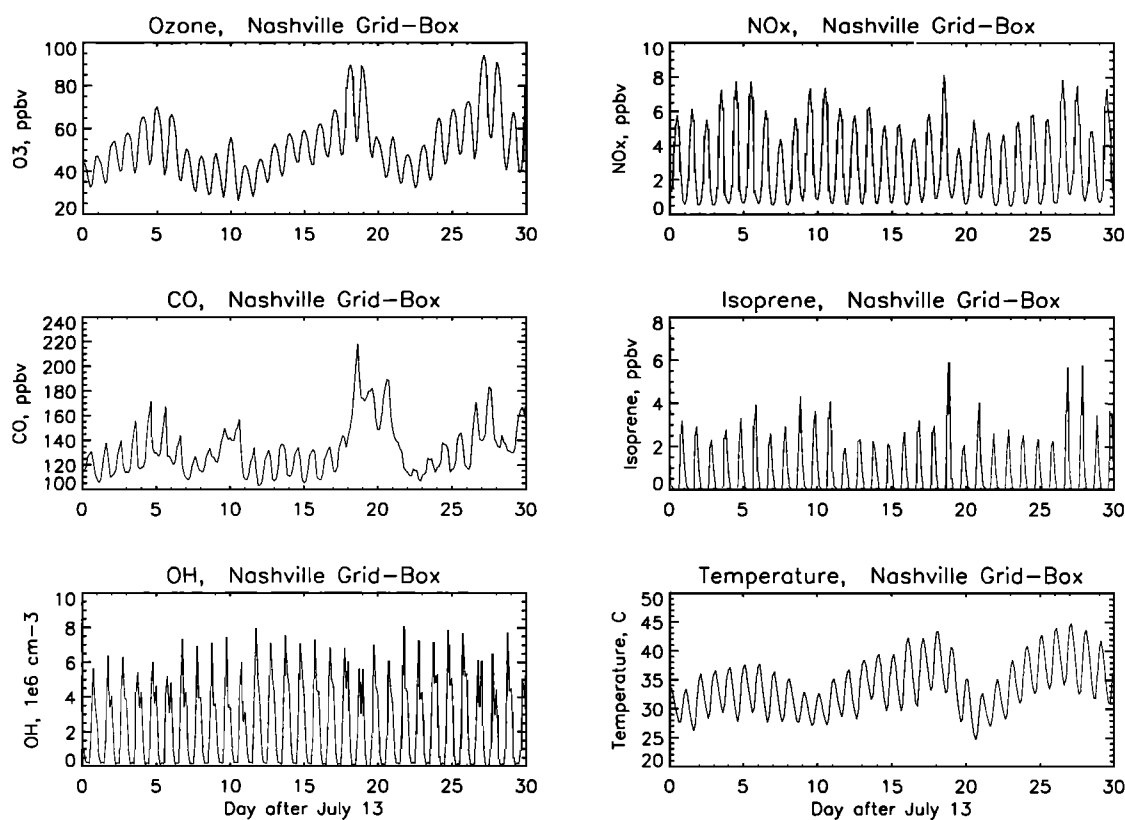 Ozone, Nashville Grid-Box
O3, ppbv
100
80
60
40
20
0 5 10 15 20 25 30
NOx, Nashville Grid-Box
NOx, ppbv
10
8
6
4
2
0
0 5 10 15 20 25 30
CO, Nashville Grid-Box
CO, ppbv
240
220
200
180
160
140
120
100
0 5 10 15 20 25 30
Isoprene, Nashville Grid-Box
Isoprene, ppbv
8
6
4
2
0
0 5 10 15 20 25 30
OH, Nashville Grid-Box
OH, 1e6 cm-3
10
8
6
4
2
0
0 5 10 15 20 25 30
Day after July 13
Temperature, Nashville Grid-Box
Temperature, C
50
45
40
35
30
25
20
0 5 10 15 20 25 30
Day after July 13